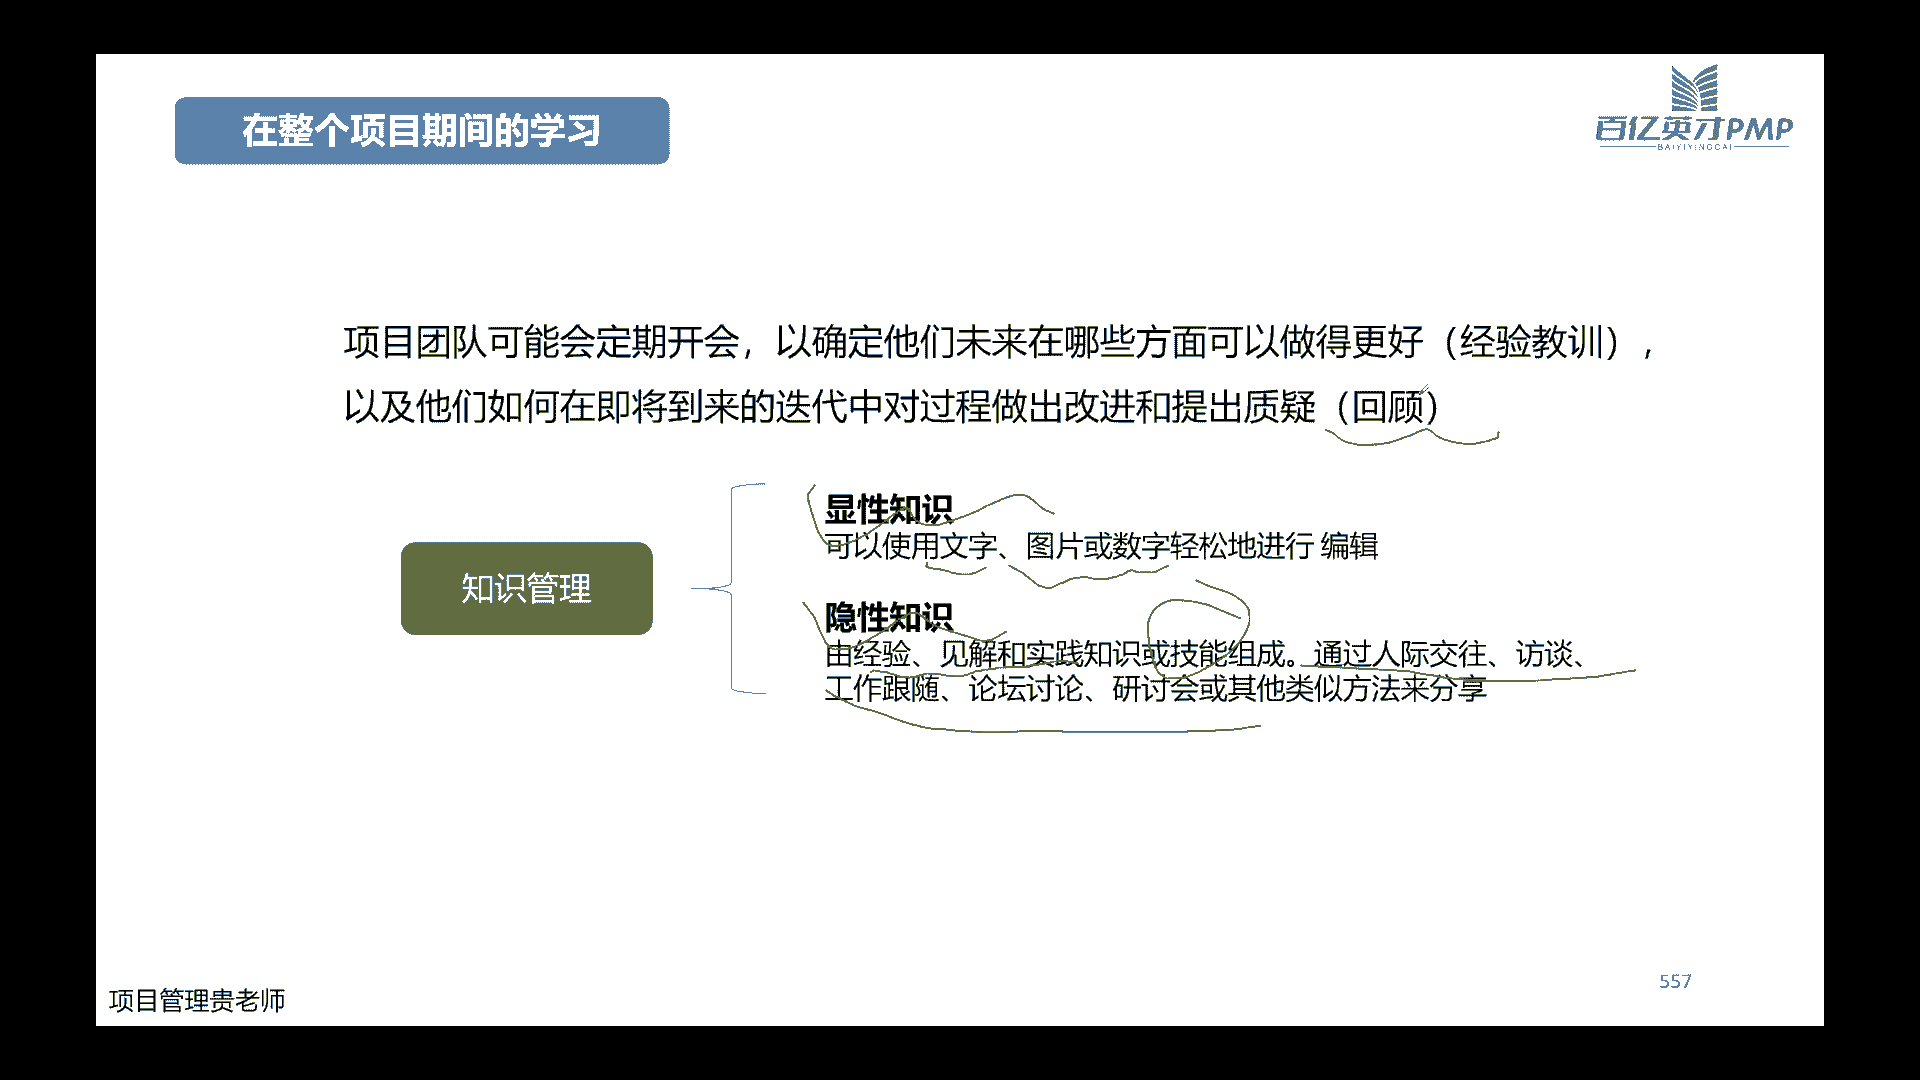 在整个项目期间的学习
百亿英才PMP
BAIYIYINGCAI
项目团队可能会定期开会，以确定他们未来在哪些方面可以做得更好（经验教训），
以及他们如何在即将到来的迭代中对过程做出改进和提出质疑（回顾）
知识管理
显性知识
可以使用文字、图片或数字轻松地进行 编辑
隐性知识
由经验、见解和实践知识或技能组成。通过人际交往、访谈、
工作跟随、论坛讨论、研讨会或其他类似方法来分享
557
项目管理贵老师